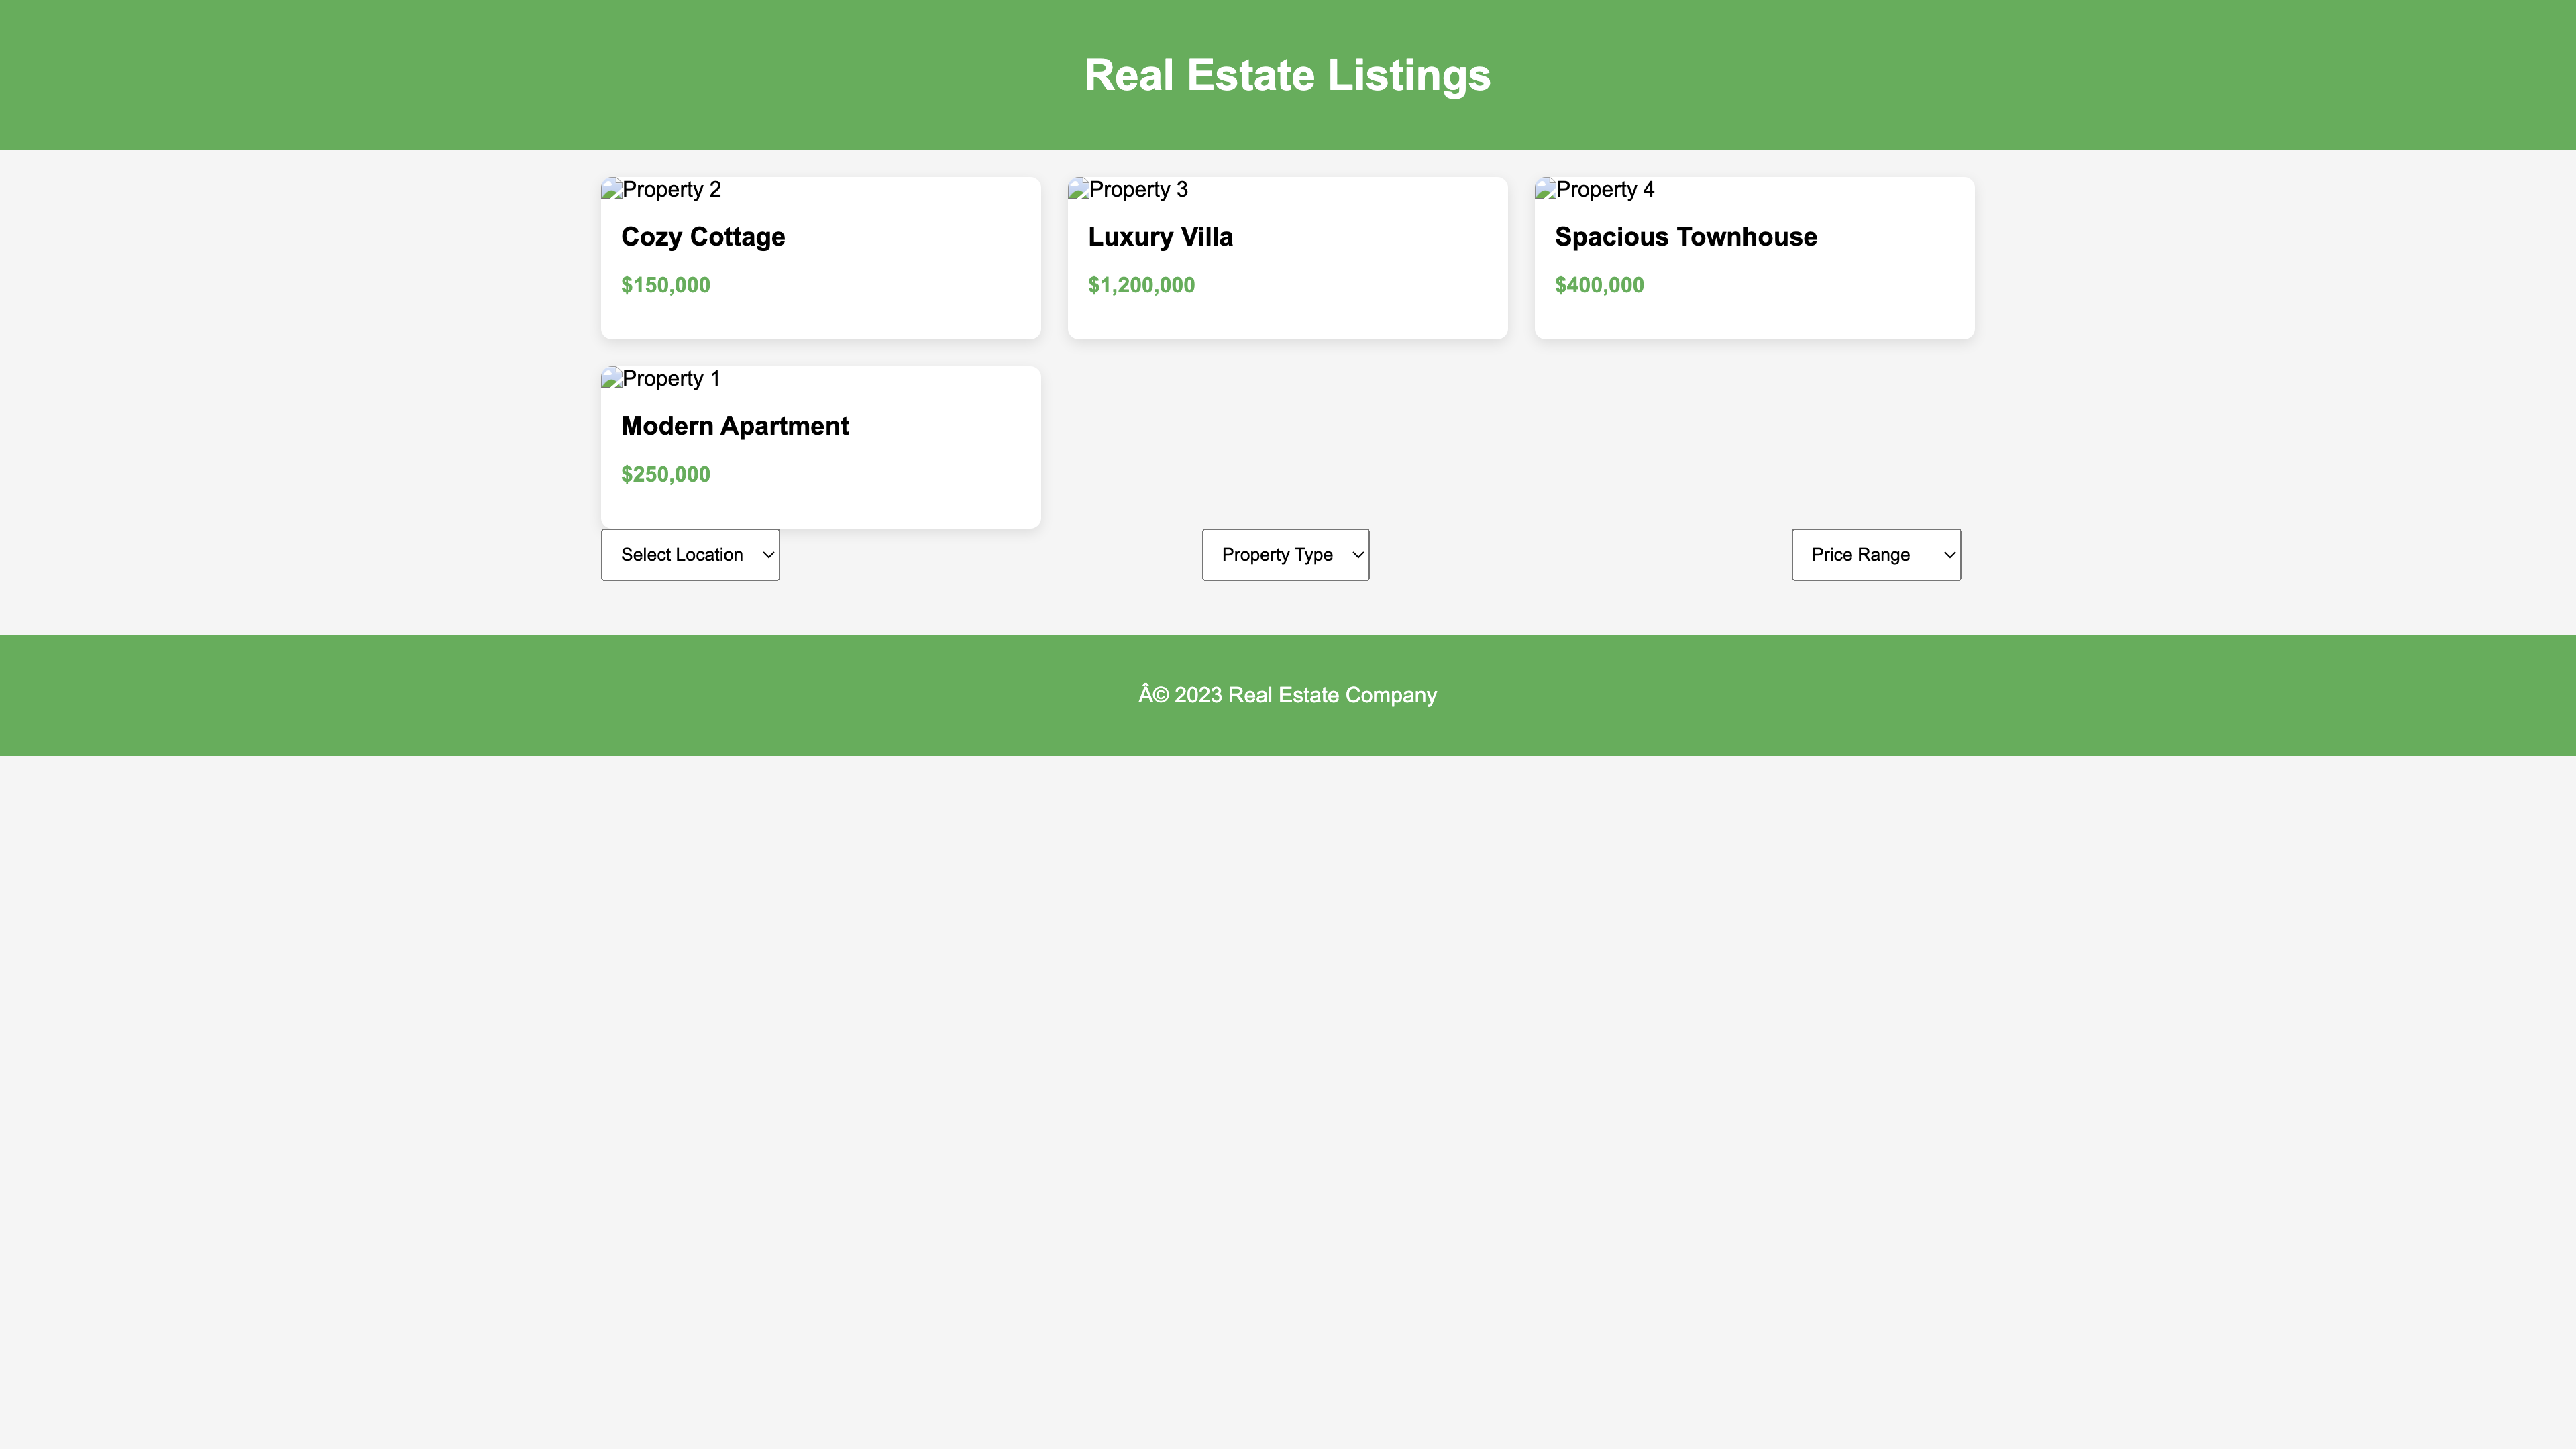 Real Estate Listings
Property 2
Cozy Cottage
$150,000
Property 3
Luxury Villa
$1,200,000
Property 4
Spacious Townhouse
$400,000
Property 1
Modern Apartment
$250,000
Select Location
Property Type
Price Range
Â© 2023 Real Estate Company